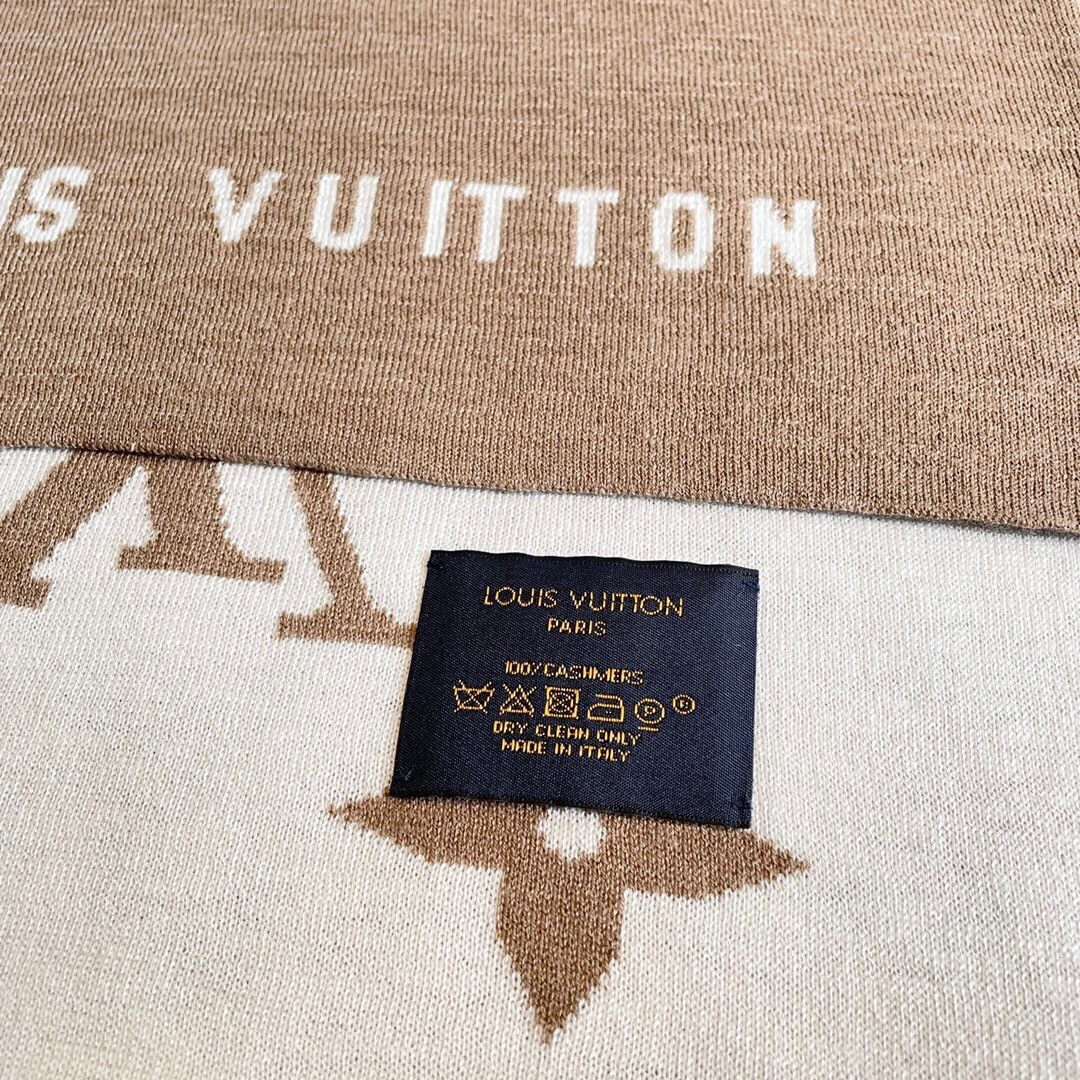 IS VUITTON
LOUIS VUITTON
PARIS
100% CASHMERS
DRY CLEAN ONLY
MADE IN ITALY